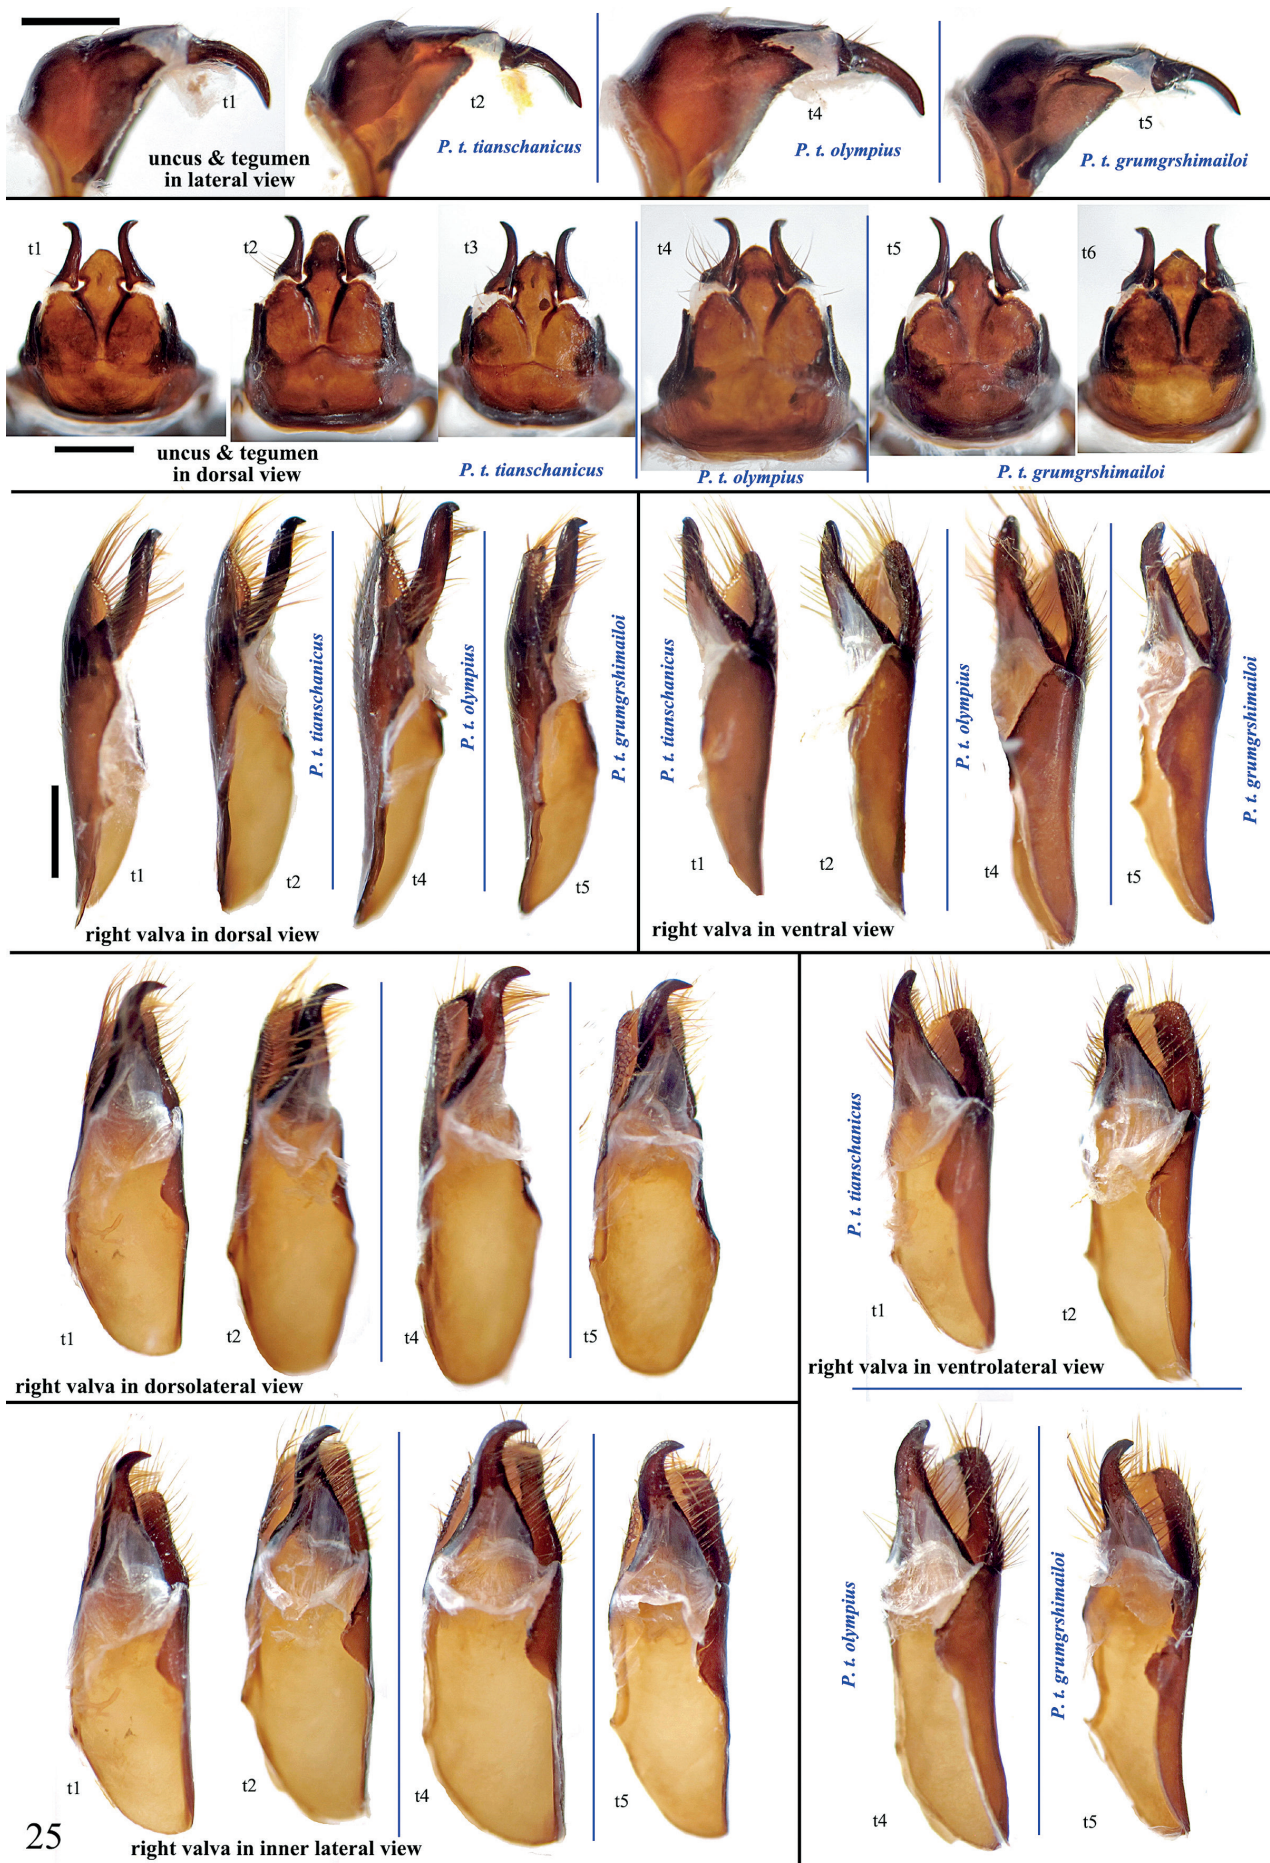 t1
t2
t4
t5
uncus & tegumen
in lateral view
P. t. tianschanicus
P. t. olympius
P. t. grumgrshimailoi
t1
t2
t3
t4
t5
t6
uncus & tegumen
in dorsal view
P. t. tianschanicus
P. t. olympius
P. t. grumgrshimailoi
P. t. tianschanicus
P. t. olympius
P. t. grumgrshimailoi
t1
t2
t4
t5
right valva in dorsal view
P. t. tianschanicus
P. t. olympius
P. t. grumgrshimailoi
t1
t2
t4
t5
right valva in ventral view
t1
t2
t4
t5
right valva in dorsolateral view
P. t. tianschanicus
t1
t2
right valva in ventrolateral view
P. t. olympius
P. t. grumgrshimailoi
t4
t5
t1
t2
t4
t5
25
right valva in inner lateral view